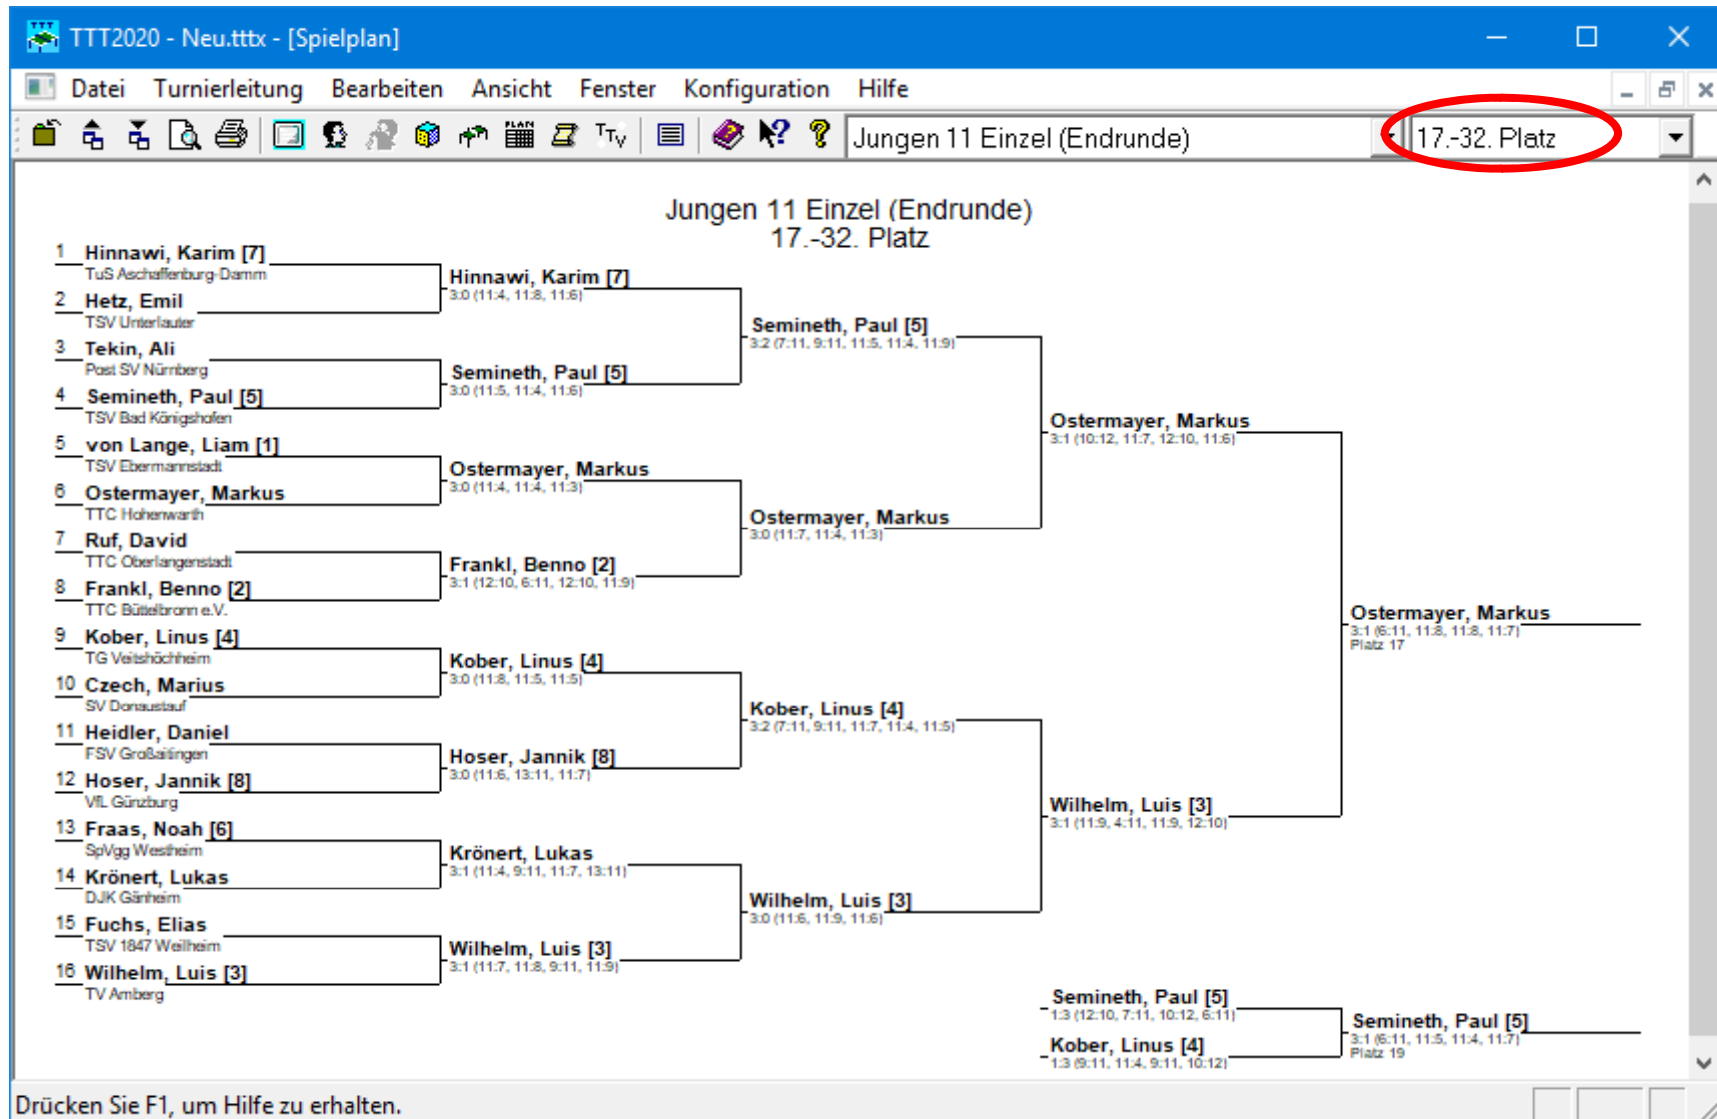 TTT2020 - Neu.tttx - [Spielplan]
Datei Turnierleitung Bearbeiten Ansicht Fenster Konfiguration Hilfe
PLAN TTV Jungen 11 Einzel (Endrunde) 17.-32. Platz
Jungen 11 Einzel (Endrunde)
17.-32. Platz
1 Hinnawi, Karim [7]
TuS Aschaffenburg-Damm
2 Hetz, Emil
TSV Unterlauter
3 Tekin, Ali
Post SV Nürnberg
4 Semineth, Paul [5]
TSV Bad Königshofen
5 von Lange, Liam [1]
TSV Ebermannstadt
6 Ostermayer, Markus
TTC Hohenwarth
7 Ruf, David
TTC Oberlangenstadt
8 Frankl, Benno [2]
TTC Büttelbronn e.V.
9 Kober, Linus [4]
TG Veitshöchheim
10 Czech, Marius
SV Donaustauf
11 Heidler, Daniel
FSV Großaitingen
12 Hoser, Jannik [8]
VfL Günzburg
13 Fraas, Noah [6]
SpVgg Westheim
14 Krönert, Lukas
DJK Gänheim
15 Fuchs, Elias
TSV 1847 Weilheim
16 Wilhelm, Luis [3]
TV Amberg
Hinnawi, Karim [7]
3:0 (11:4, 11:8, 11:6)
Semineth, Paul [5]
3:0 (11:5, 11:4, 11:6)
Ostermayer, Markus
3:0 (11:4, 11:4, 11:3)
Frankl, Benno [2]
3:1 (12:10, 6:11, 12:10, 11:9)
Kober, Linus [4]
3:0 (11:8, 11:5, 11:5)
Hoser, Jannik [8]
3:0 (11:6, 13:11, 11:7)
Krönert, Lukas
3:1 (11:4, 9:11, 11:7, 13:11)
Wilhelm, Luis [3]
3:1 (11:7, 11:8, 9:11, 11:9)
Semineth, Paul [5]
3:2 (7:11, 9:11, 11:5, 11:4, 11:9)
Ostermayer, Markus
3:0 (11:7, 11:4, 11:3)
Kober, Linus [4]
3:2 (7:11, 9:11, 11:7, 11:4, 11:5)
Wilhelm, Luis [3]
3:0 (11:6, 11:9, 11:6)
Ostermayer, Markus
3:1 (10:12, 11:7, 12:10, 11:6)
Wilhelm, Luis [3]
3:1 (11:9, 4:11, 11:9, 12:10)
Ostermayer, Markus
3:1 (6:11, 11:8, 11:8, 11:7)
Platz 17
Semineth, Paul [5]
1:3 (12:10, 7:11, 10:12, 6:11)
Kober, Linus [4]
1:3 (9:11, 11:4, 9:11, 10:12)
Semineth, Paul [5]
3:1 (6:11, 11:5, 11:4, 11:7)
Platz 19
Drücken Sie F1, um Hilfe zu erhalten.